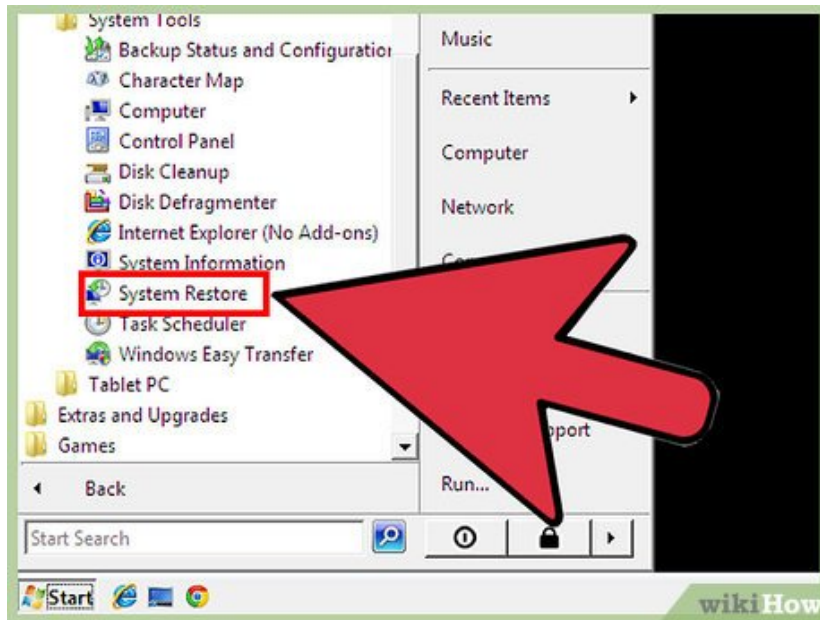 System Tools
Backup Status and Configuration
Character Map
Computer
Control Panel
Disk Cleanup
Disk Defragmenter
Internet Explorer (No Add-ons)
System Information
System Restore
Task Scheduler
Windows Easy Transfer
Tablet PC
Extras and Upgrades
Games
Back
Start Search
Music
Recent Items
Computer
Network
Run...
Start
wikiHow